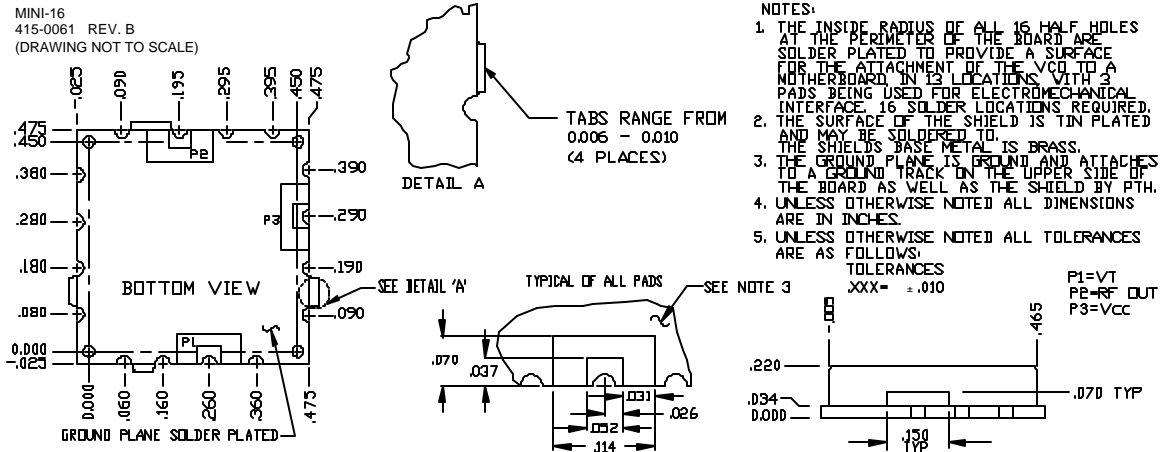 MINI-16
415-0061 REV. B
(DRAWING NOT TO SCALE)
-.025
.090
.195
.295
.395
.450
.475
.475
.450
.380
.280
.180
.080
0.000
-.025
P2
P3
P1
BOTTOM VIEW
.390
.290
.190
.090
SEE DETAIL 'A'
0.000
.060
.160
.260
.360
.475
GROUND PLANE SOLDER PLATED
DETAIL A
TABS RANGE FROM
0.006 - 0.010
(4 PLACES)
TYPICAL OF ALL PADS
SEE NOTE 3
.070
.037
.031
.026
.052
.114
NOTES:
1. THE INSIDE RADIUS OF ALL 16 HALF HOLES
AT THE PERIMETER OF THE BOARD ARE
SOLDER PLATED TO PROVIDE A SURFACE
FOR THE ATTACHMENT OF THE VCO TO A
MOTHERBOARD IN 13 LOCATIONS, WITH 3
PADS BEING USED FOR ELECTROMECHANICAL
INTERFACE. 16 SOLDER LOCATIONS REQUIRED.
2. THE SURFACE OF THE SHIELD IS TIN PLATED
AND MAY BE SOLDERED TO.
THE SHIELDS BASE METAL IS BRASS.
3. THE GROUND PLANE IS GROUND AND ATTACHES
TO A GROUND TRACK ON THE UPPER SIDE OF
THE BOARD AS WELL AS THE SHIELD BY PTH.
4. UNLESS OTHERWISE NOTED ALL DIMENSIONS
ARE IN INCHES.
5. UNLESS OTHERWISE NOTED ALL TOLERANCES
ARE AS FOLLOWS:
TOLERANCES
.XXX= ±.010
P1=VT
P2=RF OUT
P3=Vcc
.465
.220
.034
0.000
.070 TYP
.150
TYP